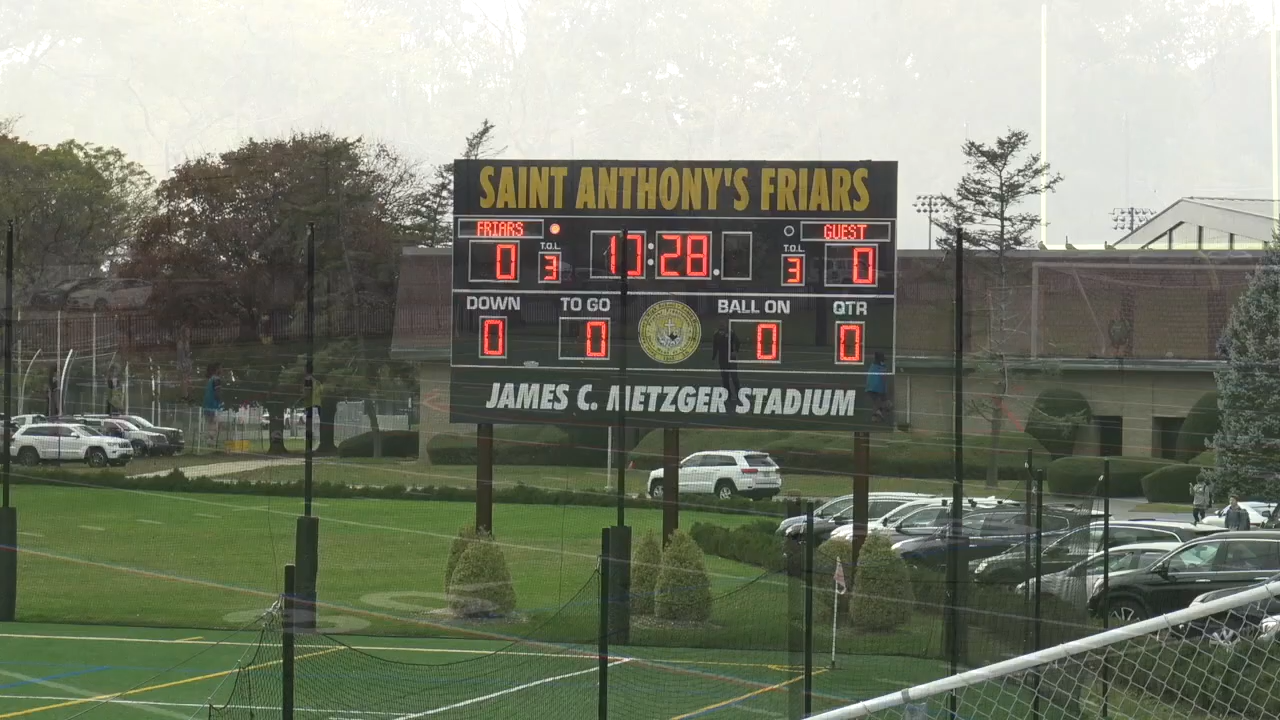 SAINT ANTHONY'S FRIARS
FRIARS T.O.L. 10:28. T.O.L. GUEST
0 3 3 0
DOWN TO GO BALL ON QTR
0 0 0 0
JAMES C. METZGER STADIUM